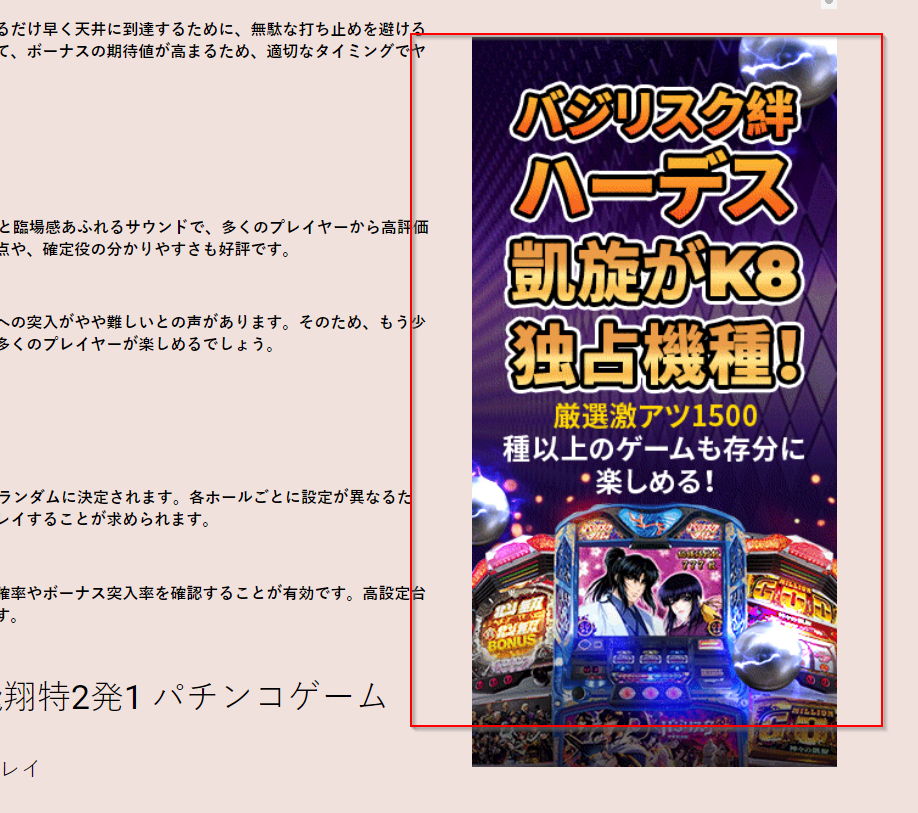 るだけ早く天井に到達するために、無駄な打ち止めを避ける
て、ボーナスの期待値が高まるため、適切なタイミングでヤ
と臨場感あふれるサウンドで、多くのプレイヤーから高評価
点や、確定役の分かりやすさも好評です。
への突入がやや難しいとの声があります。そのため、もう少
多くのプレイヤーが楽しめるでしょう。
ランダムに決定されます。各ホールごとに設定が異なるた
レイすることが求められます。
確率やボーナス突入率を確認することが有効です。高設定台
す。
翔特2発1 パチンコゲーム
レイ
バジリスク絆
ハーデス
凱旋がK8
独占機種!
厳選激アツ1500
種以上のゲームも存分に
楽しめる!
777
BONUS